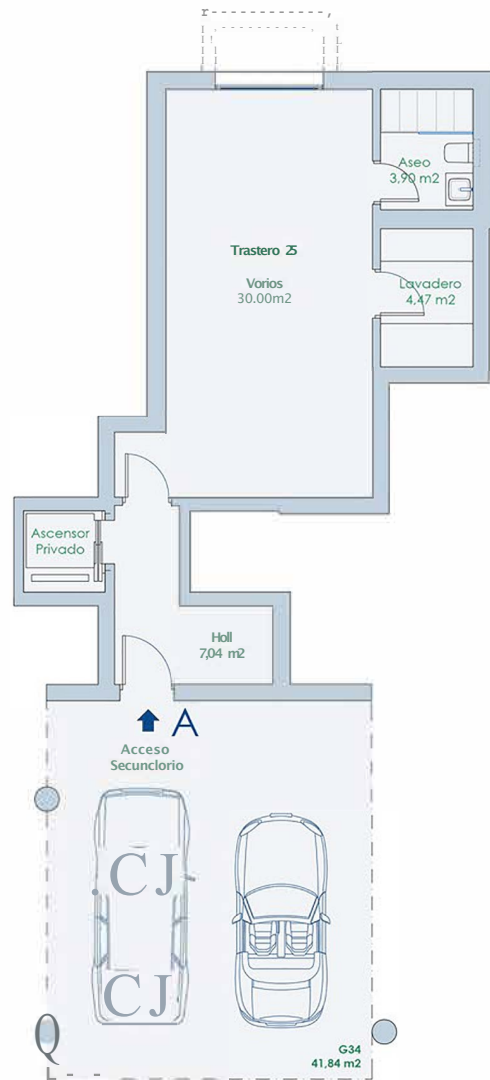 Aseo
3,90 m2
Trastero 25
Vorios
30.00m2
Lavadero
4,47 m2
Ascensor
Privado
Holl
7,04 m2
A
Acceso
Secunclorio
.CJ
CJ
Q
G34
41,84 m2